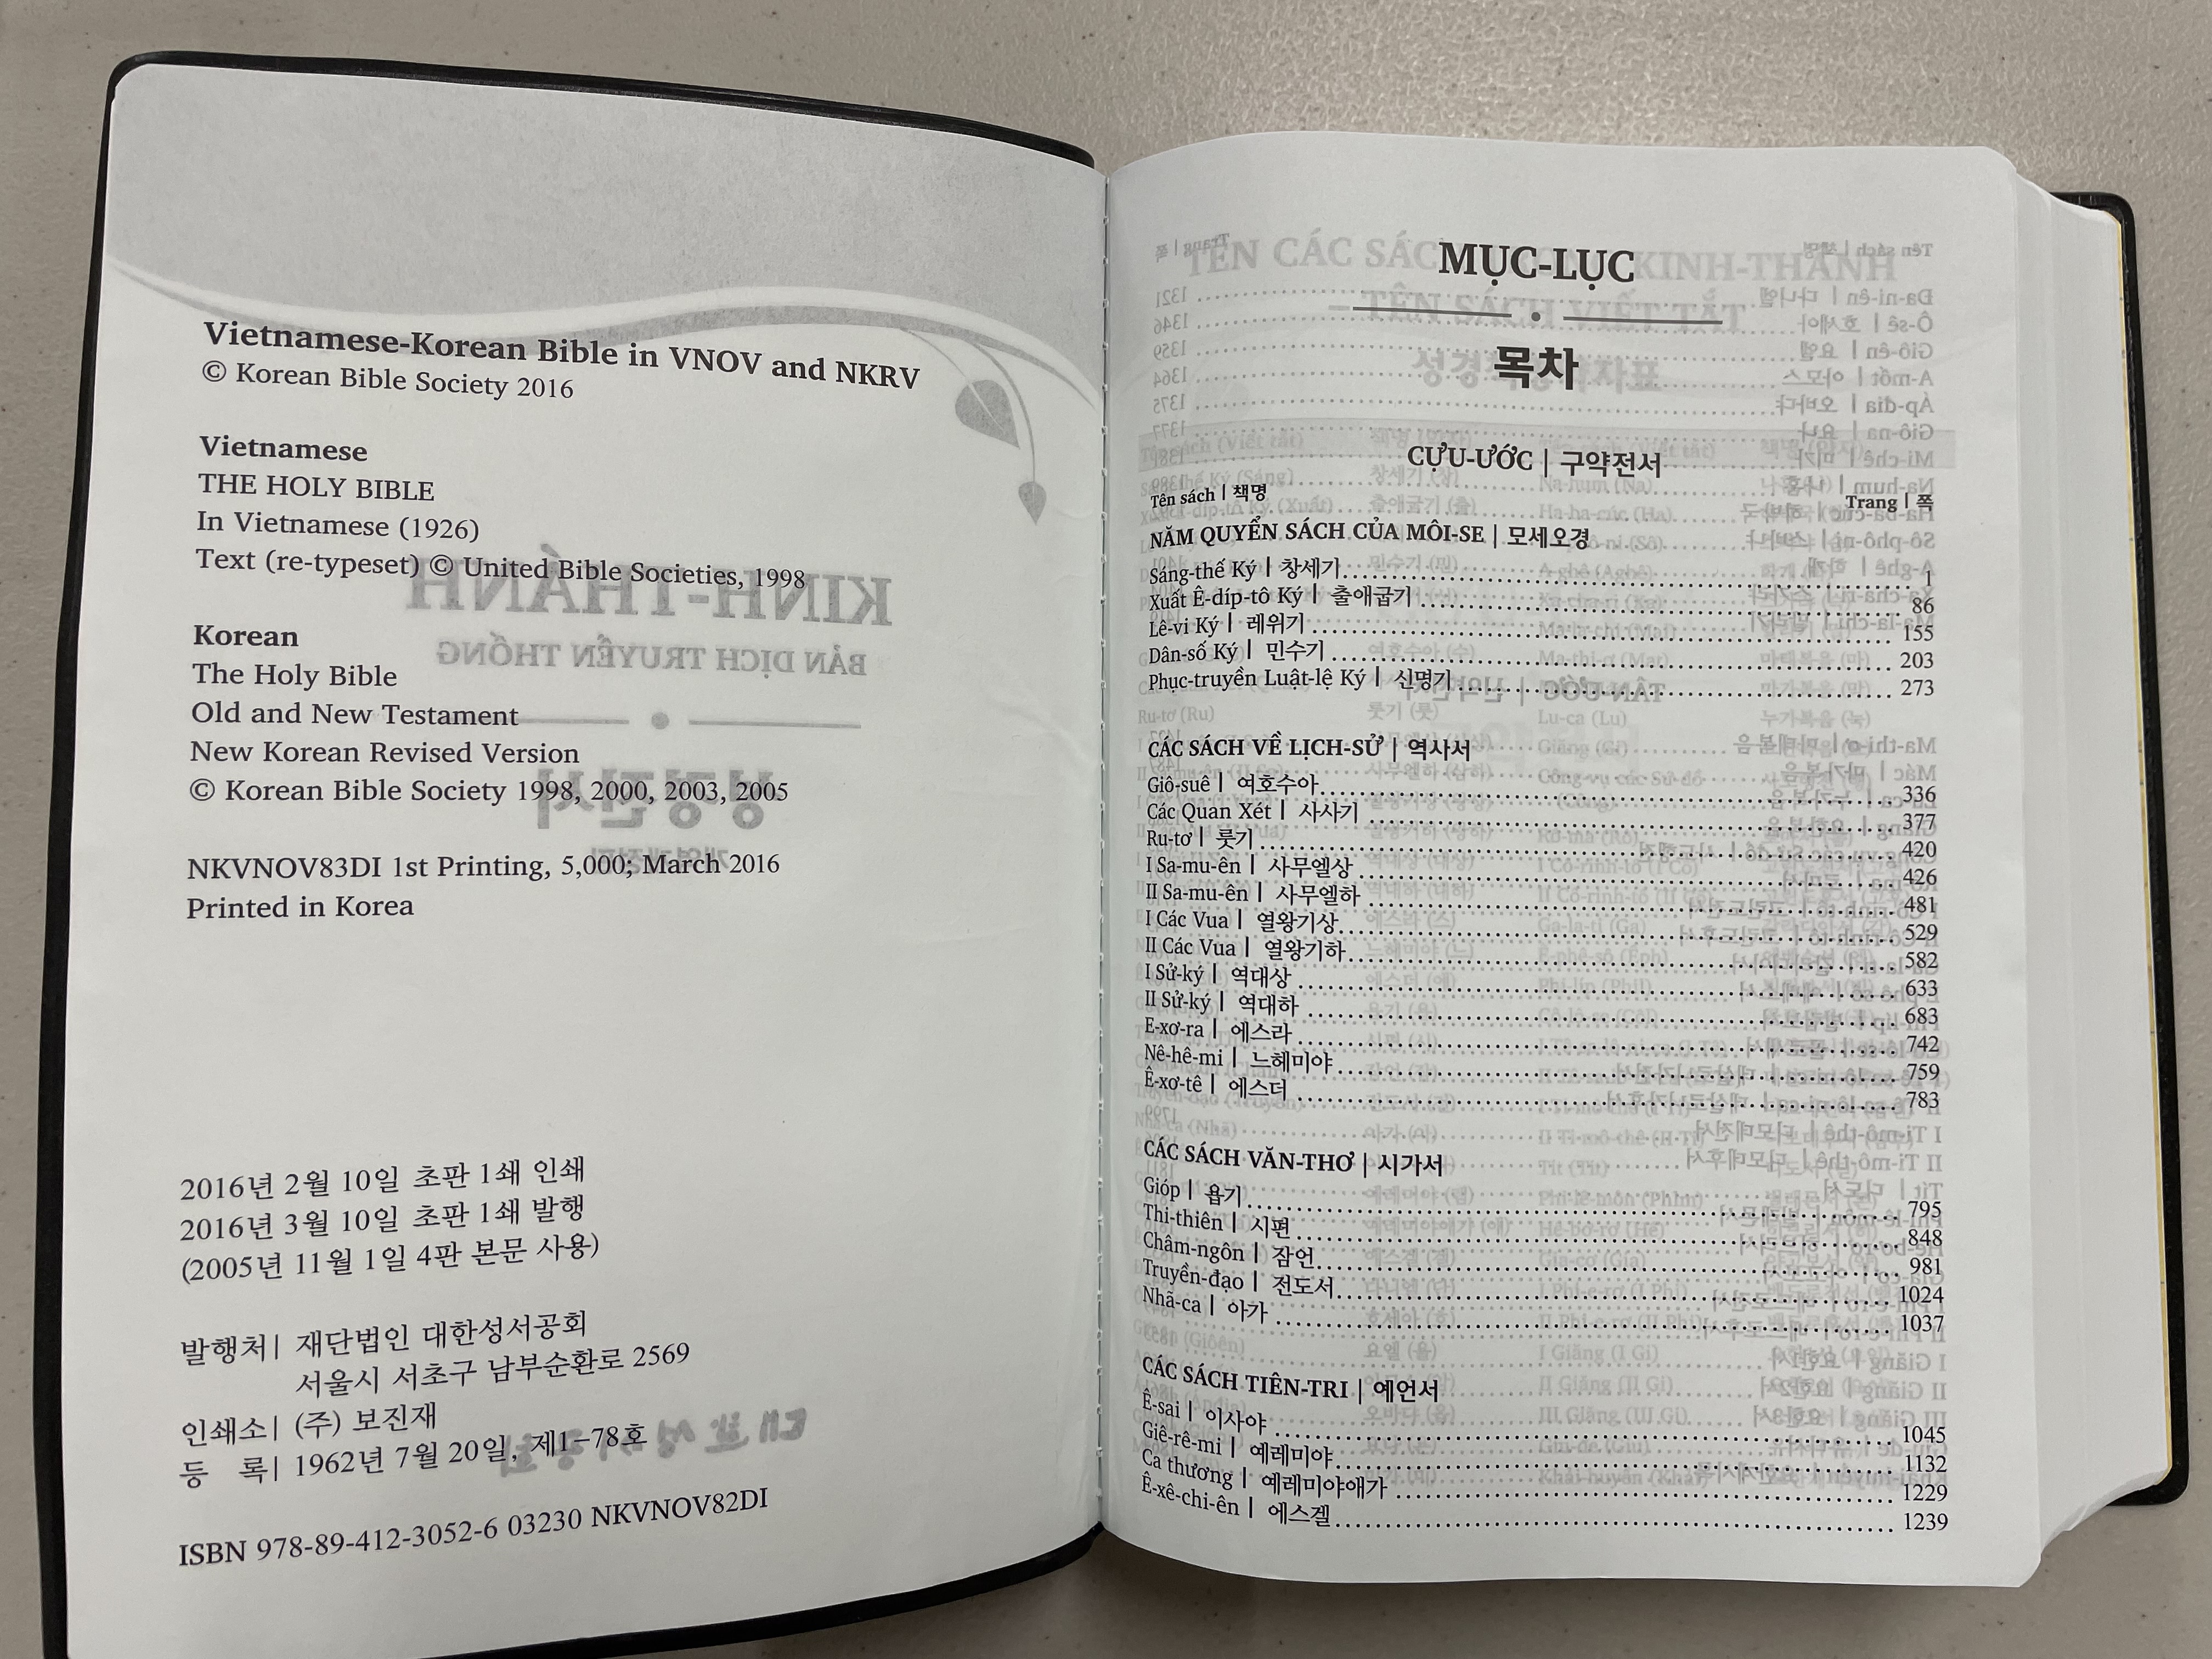 Vietnamese-Korean Bible in VNOV and NKRV
© Korean Bible Society 2016
Vietnamese
THE HOLY BIBLE
In Vietnamese (1926)
Text (re-typeset) © United Bible Societies, 1998
Korean
The Holy Bible
Old and New Testament
New Korean Revised Version
© Korean Bible Society 1998, 2000, 2003, 2005
NKVNOV83DI 1st Printing, 5,000; March 2016
Printed in Korea
2016년 2월 10일 초판 1쇄 인쇄
2016년 3월 10일 초판 1쇄 발행
(2005년 11월 1일 4판 본문 사용)
발행처| 재단법인 대한성서공회
서울시 서초구 남부순환로 2569
인쇄소| (주) 보진재
등 록| 1962년 7월 20일, 제1-78호
ISBN 978-89-412-3052-6 03230 NKVNOV82DI
MỤC-LỤC
목차
CỰU-ƯỚC | 구약전서
Tên sách | 책명 Trang | 쪽
NĂM QUYỂN SÁCH CỦA MÔI-SE | 모세오경
Sáng-thế Ký | 창세기 1
Xuất Ê-díp-tô Ký | 출애굽기 86
Lê-vi Ký | 레위기 155
Dân-số Ký | 민수기 203
Phục-truyền Luật-lệ Ký | 신명기 273
CÁC SÁCH VỀ LỊCH-SỬ | 역사서
Giô-suê | 여호수아 336
Các Quan Xét | 사사기 377
Ru-tơ | 룻기 420
I Sa-mu-ên | 사무엘상 426
II Sa-mu-ên | 사무엘하 481
I Các Vua | 열왕기상 529
II Các Vua | 열왕기하 582
I Sử-ký | 역대상 633
II Sử-ký | 역대하 683
E-xơ-ra | 에스라 742
Nê-hê-mi | 느헤미야 759
Ê-xơ-tê | 에스더 783
CÁC SÁCH VĂN-THƠ | 시가서
Gióp | 욥기 795
Thi-thiên | 시편 848
Châm-ngôn | 잠언 981
Truyền-đạo | 전도서 1024
Nhã-ca | 아가 1037
CÁC SÁCH TIÊN-TRI | 예언서
Ê-sai | 이사야 1045
Giê-rê-mi | 예레미야 1132
Ca thương | 예레미야애가 1229
Ê-xê-chi-ên | 에스겔 1239